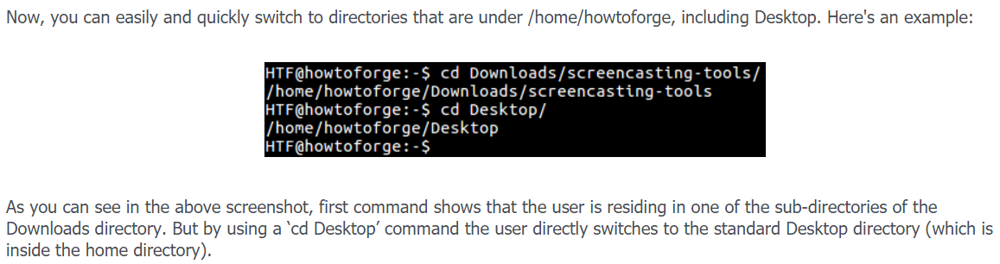 Now, you can easily and quickly switch to directories that are under /home/howtoforge, including Desktop. Here's an example:
HTF@howtoforge:-$ cd Downloads/screencasting-tools/
/home/howtoforge/Downloads/screencasting-tools
HTF@howtoforge:-$ cd Desktop/
/home/howtoforge/Desktop
HTF@howtoforge:-$
As you can see in the above screenshot, first command shows that the user is residing in one of the sub-directories of the
Downloads directory. But by using a ‘cd Desktop’ command the user directly switches to the standard Desktop directory (which is
inside the home directory).